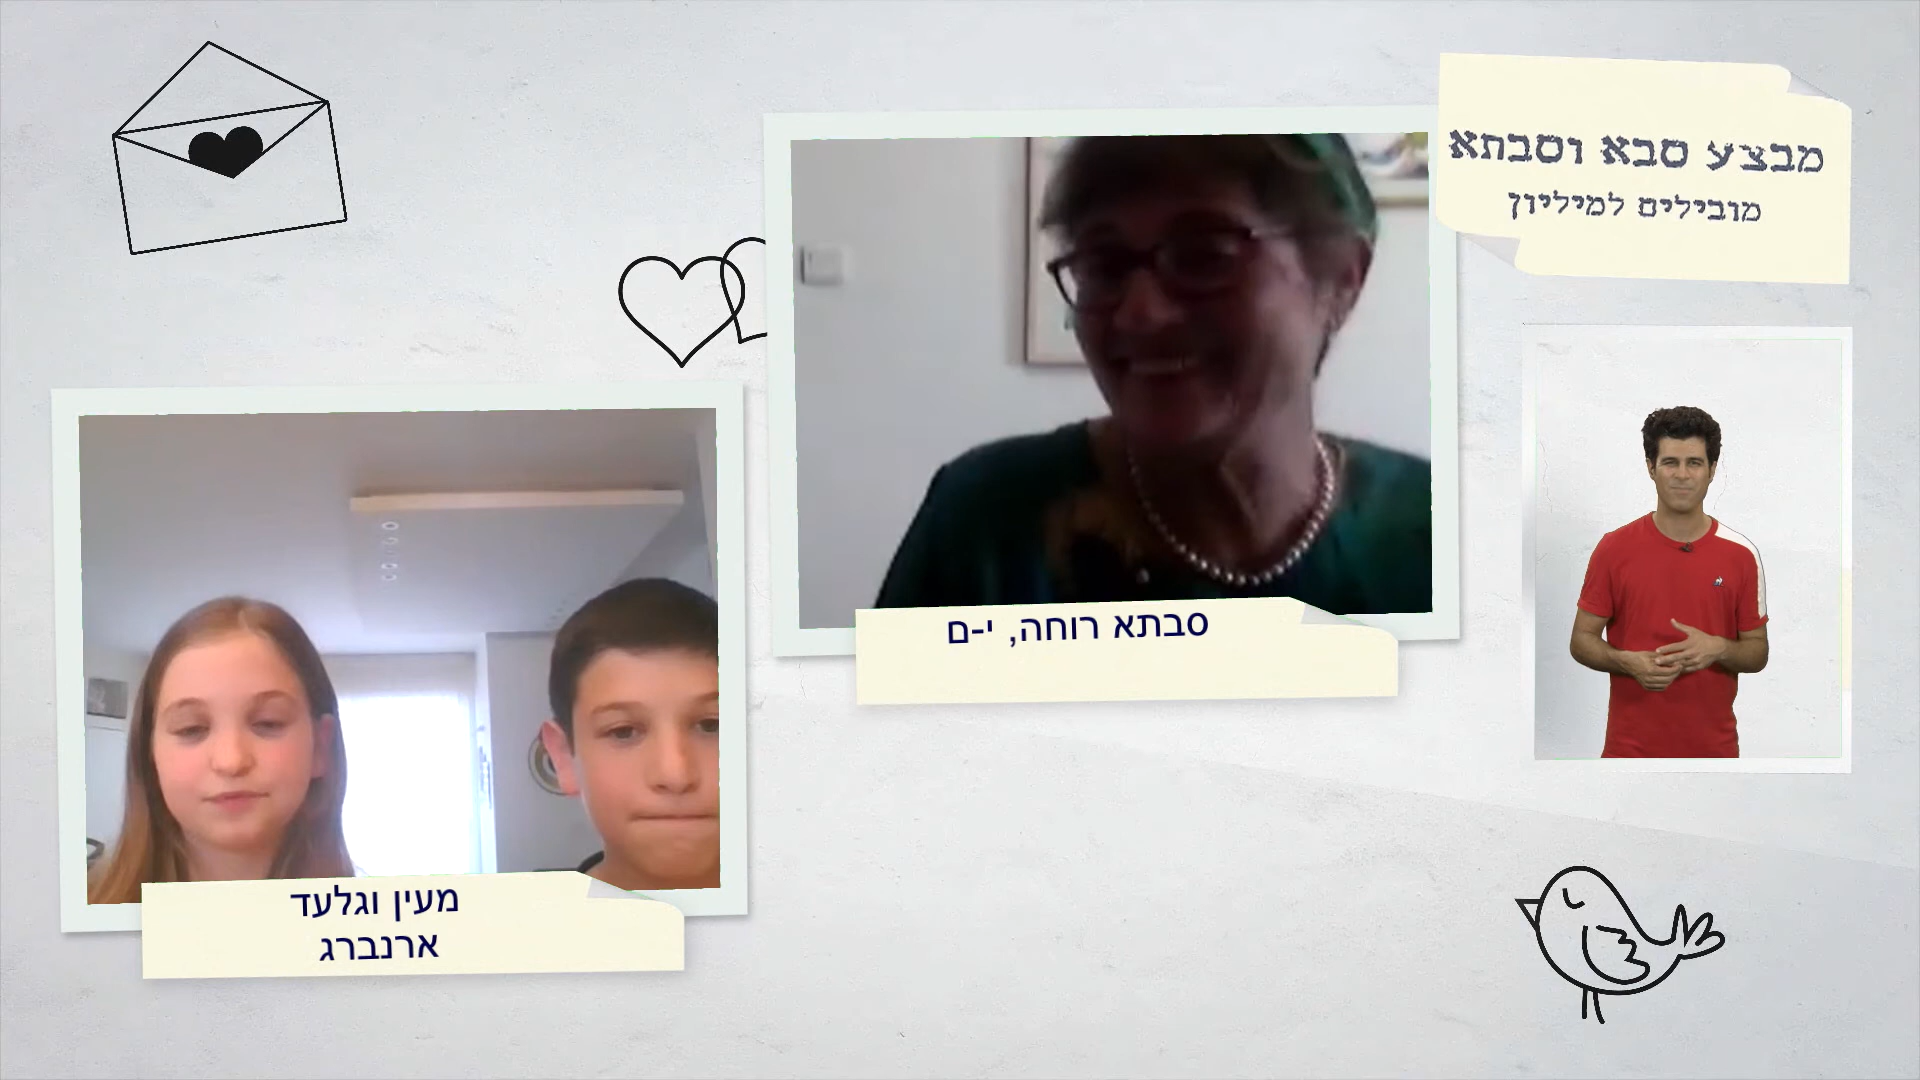 מבצע סבא וסבתא
מובילים למיליון
סבתא רוחה, י-ם
מעין וגלעד
ארנברג